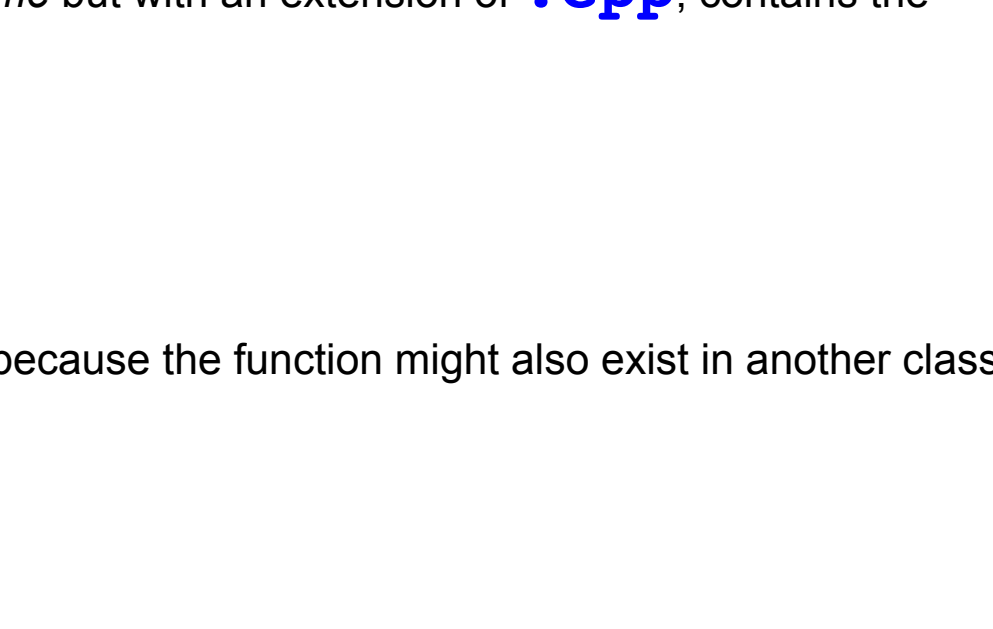 but with an extension of .cpp, contains the
because the function might also exist in another class